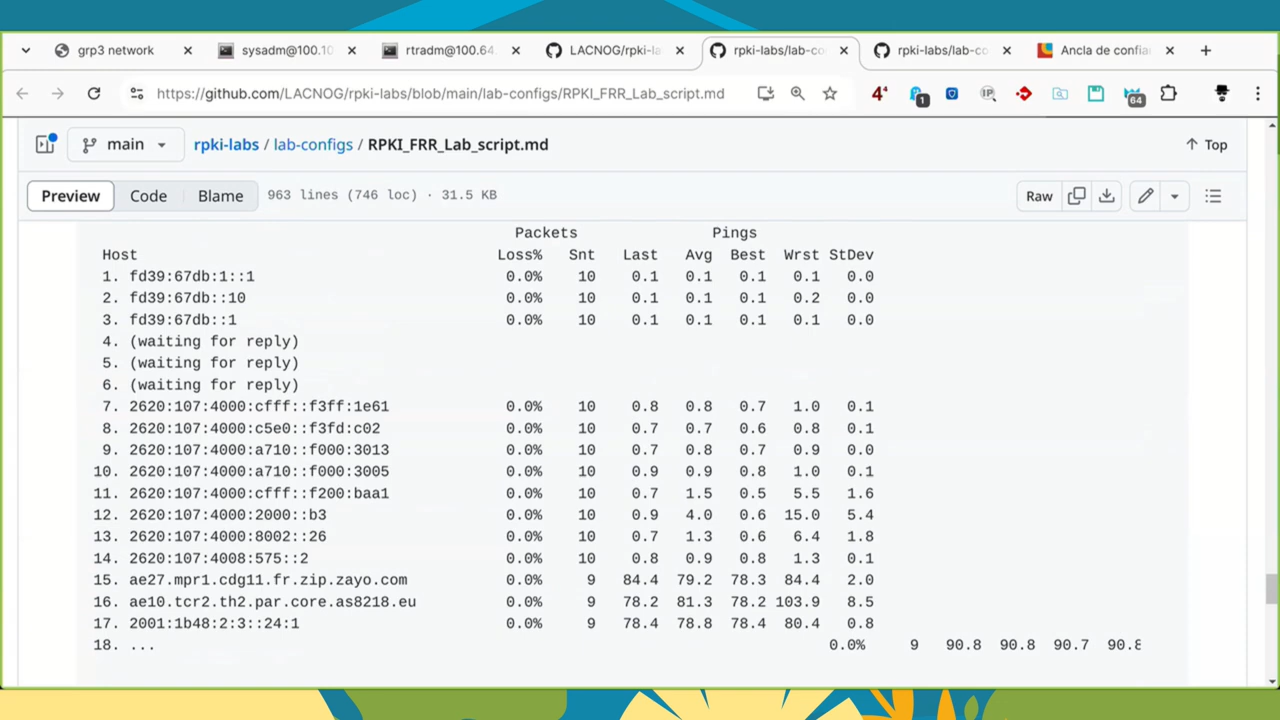 grp3 network
sysadm@100.10
rtradm@100.64
LACNOG/rpki-la
rpki-labs/lab-co
rpki-labs/lab-co
Ancla de confia
https://github.com/LACNOG/rpki-labs/blob/main/lab-configs/RPKI_FRR_Lab_script.md
4⁴
1
IP
64
main
rpki-labs / lab-configs / RPKI_FRR_Lab_script.md
Top
Preview Code Blame 963 lines (746 loc) · 31.5 KB
Raw
Packets Pings
Host Loss% Snt Last Avg Best Wrst StDev
1. fd39:67db:1::1 0.0% 10 0.1 0.1 0.1 0.1 0.0
2. fd39:67db::10 0.0% 10 0.1 0.1 0.1 0.2 0.0
3. fd39:67db::1 0.0% 10 0.1 0.1 0.1 0.1 0.0
4. (waiting for reply)
5. (waiting for reply)
6. (waiting for reply)
7. 2620:107:4000:cfff::f3ff:1e61 0.0% 10 0.8 0.8 0.7 1.0 0.1
8. 2620:107:4000:c5e0::f3fd:c02 0.0% 10 0.7 0.7 0.6 0.8 0.1
9. 2620:107:4000:a710::f000:3013 0.0% 10 0.7 0.8 0.7 0.9 0.0
10. 2620:107:4000:a710::f000:3005 0.0% 10 0.9 0.9 0.8 1.0 0.1
11. 2620:107:4000:cfff::f200:baa1 0.0% 10 0.7 1.5 0.5 5.5 1.6
12. 2620:107:4000:2000::b3 0.0% 10 0.9 4.0 0.6 15.0 5.4
13. 2620:107:4000:8002::26 0.0% 10 0.7 1.3 0.6 6.4 1.8
14. 2620:107:4008:575::2 0.0% 10 0.8 0.9 0.8 1.3 0.1
15. ae27.mpr1.cdg11.fr.zip.zayo.com 0.0% 9 84.4 79.2 78.3 84.4 2.0
16. ae10.tcr2.th2.par.core.as8218.eu 0.0% 9 78.2 81.3 78.2 103.9 8.5
17. 2001:1b48:2:3::24:1 0.0% 9 78.4 78.8 78.4 80.4 0.8
18. ... 0.0% 9 90.8 90.8 90.7 90.8